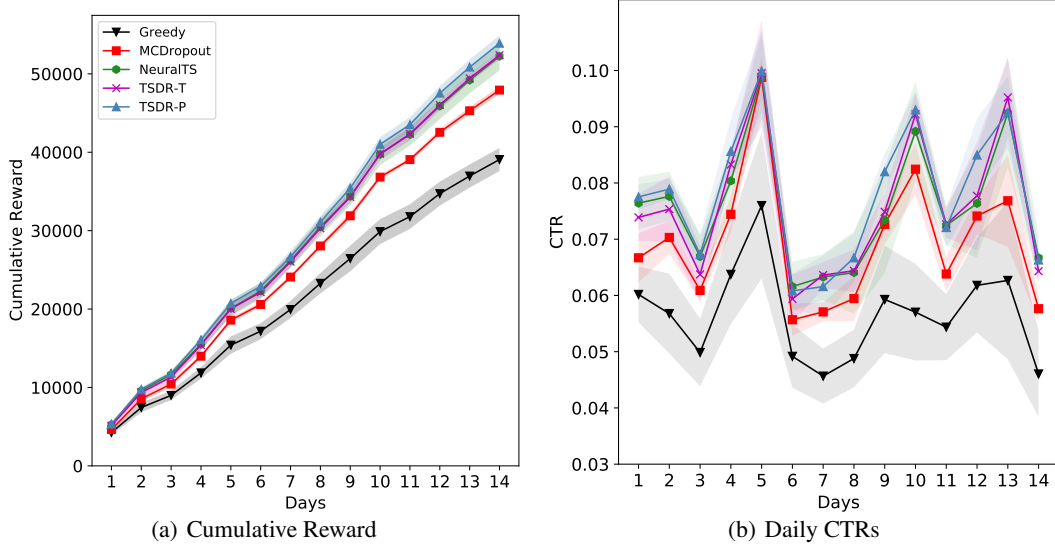 Greedy
MCDropout
NeuralTS
TSDR-T
TSDR-P
50000
40000
30000
20000
10000
0
Cumulative Reward
1 2 3 4 5 6 7 8 9 10 11 12 13 14
Days
(a) Cumulative Reward
0.10
0.09
0.08
0.07
0.06
0.05
0.04
0.03
CTR
1 2 3 4 5 6 7 8 9 10 11 12 13 14
Days
(b) Daily CTRs